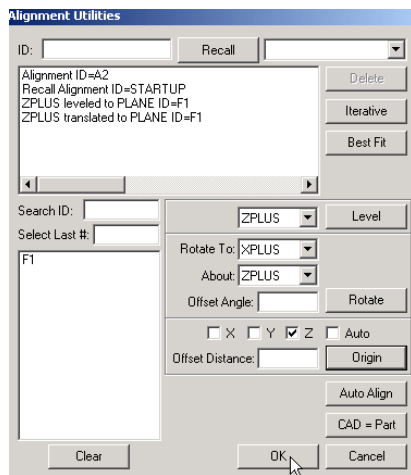 Alignment Utilities
ID: Recall
Alignment ID=A2
Recall Alignment ID=STARTUP
ZPLUS leveled to PLANE ID=F1
ZPLUS translated to PLANE ID=F1
Delete
Iterative
Best Fit
Search ID:
Select Last #:
F1
ZPLUS Level
Rotate To: XPLUS
About: ZPLUS
Offset Angle: Rotate
X Y Z Auto
Offset Distance: Origin
Auto Align
CAD = Part
Clear OK Cancel